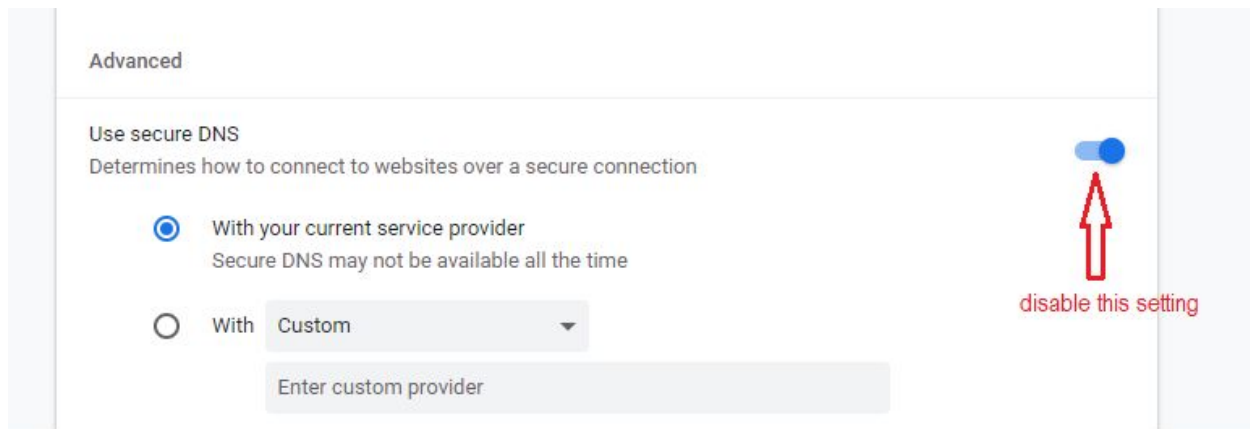 Advanced
Use secure DNS
Determines how to connect to websites over a secure connection
With your current service provider
Secure DNS may not be available all the time
disable this setting
With Custom
Enter custom provider